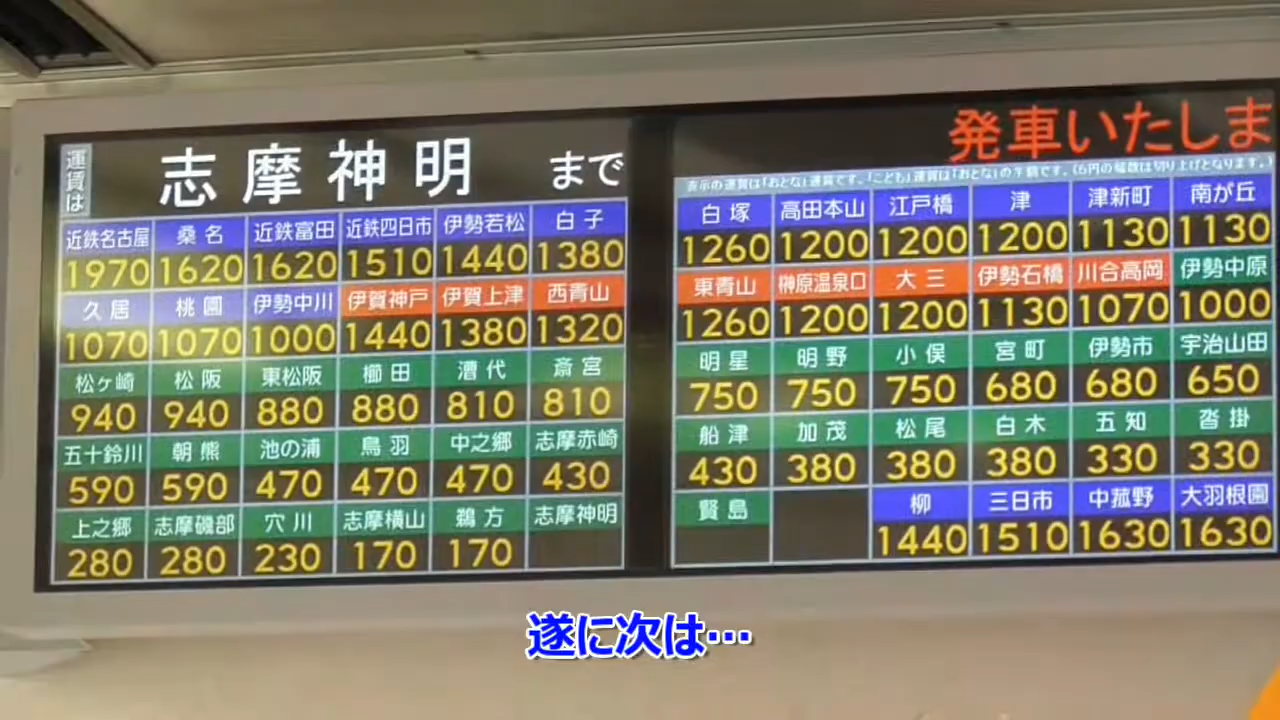 運賃は 志摩神明 まで
近鉄名古屋 桑名 近鉄富田 近鉄四日市 伊勢若松 白子
1970 1620 1620 1510 1440 1380
久居 桃園 伊勢中川 伊賀神戸 伊賀上津 西青山
1070 1070 1000 1440 1380 1320
松ヶ崎 松阪 東松阪 櫛田 漕代 斎宮
940 940 880 880 810 810
五十鈴川 朝熊 池の浦 鳥羽 中之郷 志摩赤崎
590 590 470 470 470 430
上之郷 志摩磯部 穴川 志摩横山 鵜方 志摩神明
280 280 230 170 170
発車いたしま
表示の運賃は「おとな」運賃です。「こども」運賃は「おとな」の半額です。(5円の端数は切り上げとなります。)
白塚 高田本山 江戸橋 津 津新町 南が丘
1260 1200 1200 1200 1130 1130
東青山 榊原温泉口 大三 伊勢石橋 川合高岡 伊勢中原
1260 1200 1200 1130 1070 1000
明星 明野 小俣 宮町 伊勢市 宇治山田
750 750 750 680 680 650
船津 加茂 松尾 白木 五知 沓掛
430 380 380 380 330 330
賢島 柳 三日市 中菰野 大羽根園
1440 1510 1630 1630
遂に次は…